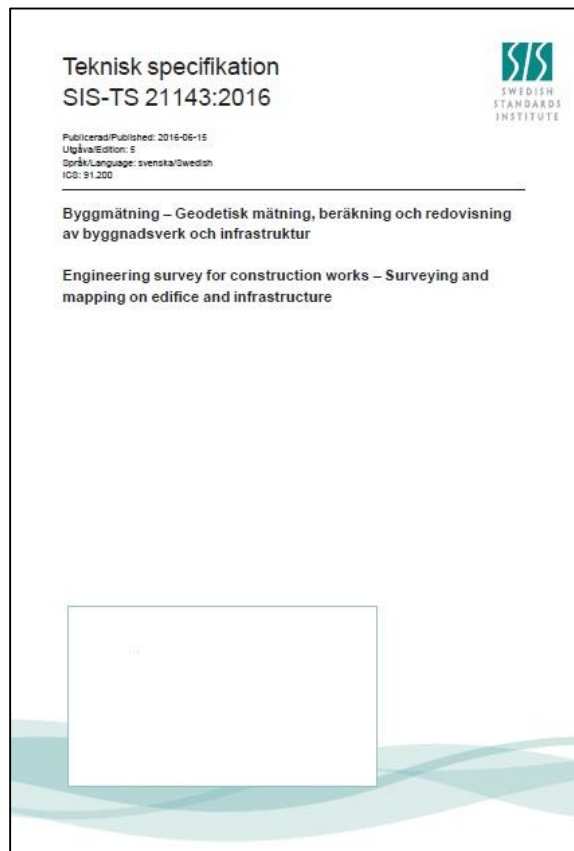 Teknisk specifikation
SIS-TS 21143:2016
SIS
SWEDISH
STANDARDS
INSTITUTE
Publicerad/Published: 2016-06-15
Utgåva/Edition: 5
Språk/Language: svenska/Swedish
ICS: 91.200
Byggmätning – Geodetisk mätning, beräkning och redovisning
av byggnadsverk och infrastruktur
Engineering survey for construction works – Surveying and
mapping on edifice and infrastructure